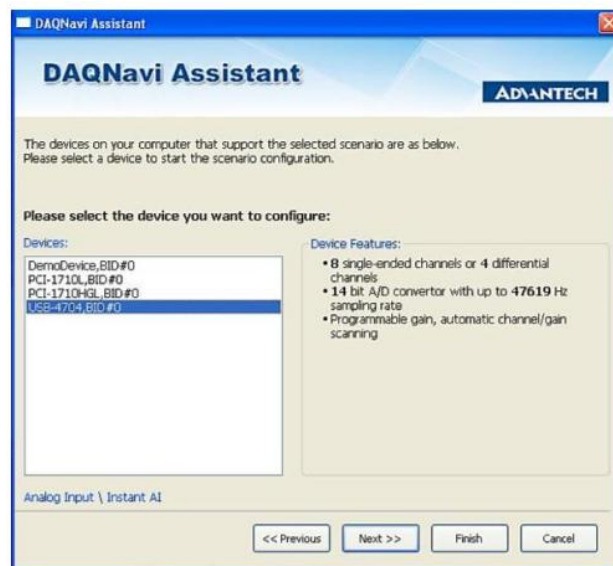 DAQNavi Assistant
DAQNavi Assistant
ADVANTECH
The devices on your computer that support the selected scenario are as below.
Please select a device to start the scenario configuration.
Please select the device you want to configure:
Devices:
DemoDevice,BID#0
PCI-1710L,BID#0
PCI-1710HGL,BID#0
USB-4704,BID#0
Device Features:
• 8 single-ended channels or 4 differential
channels
• 14 bit A/D convertor with up to 47619 Hz
sampling rate
• Programmable gain, automatic channel/gain
scanning
Analog Input \ Instant AI
<< Previous
Next >>
Finish
Cancel